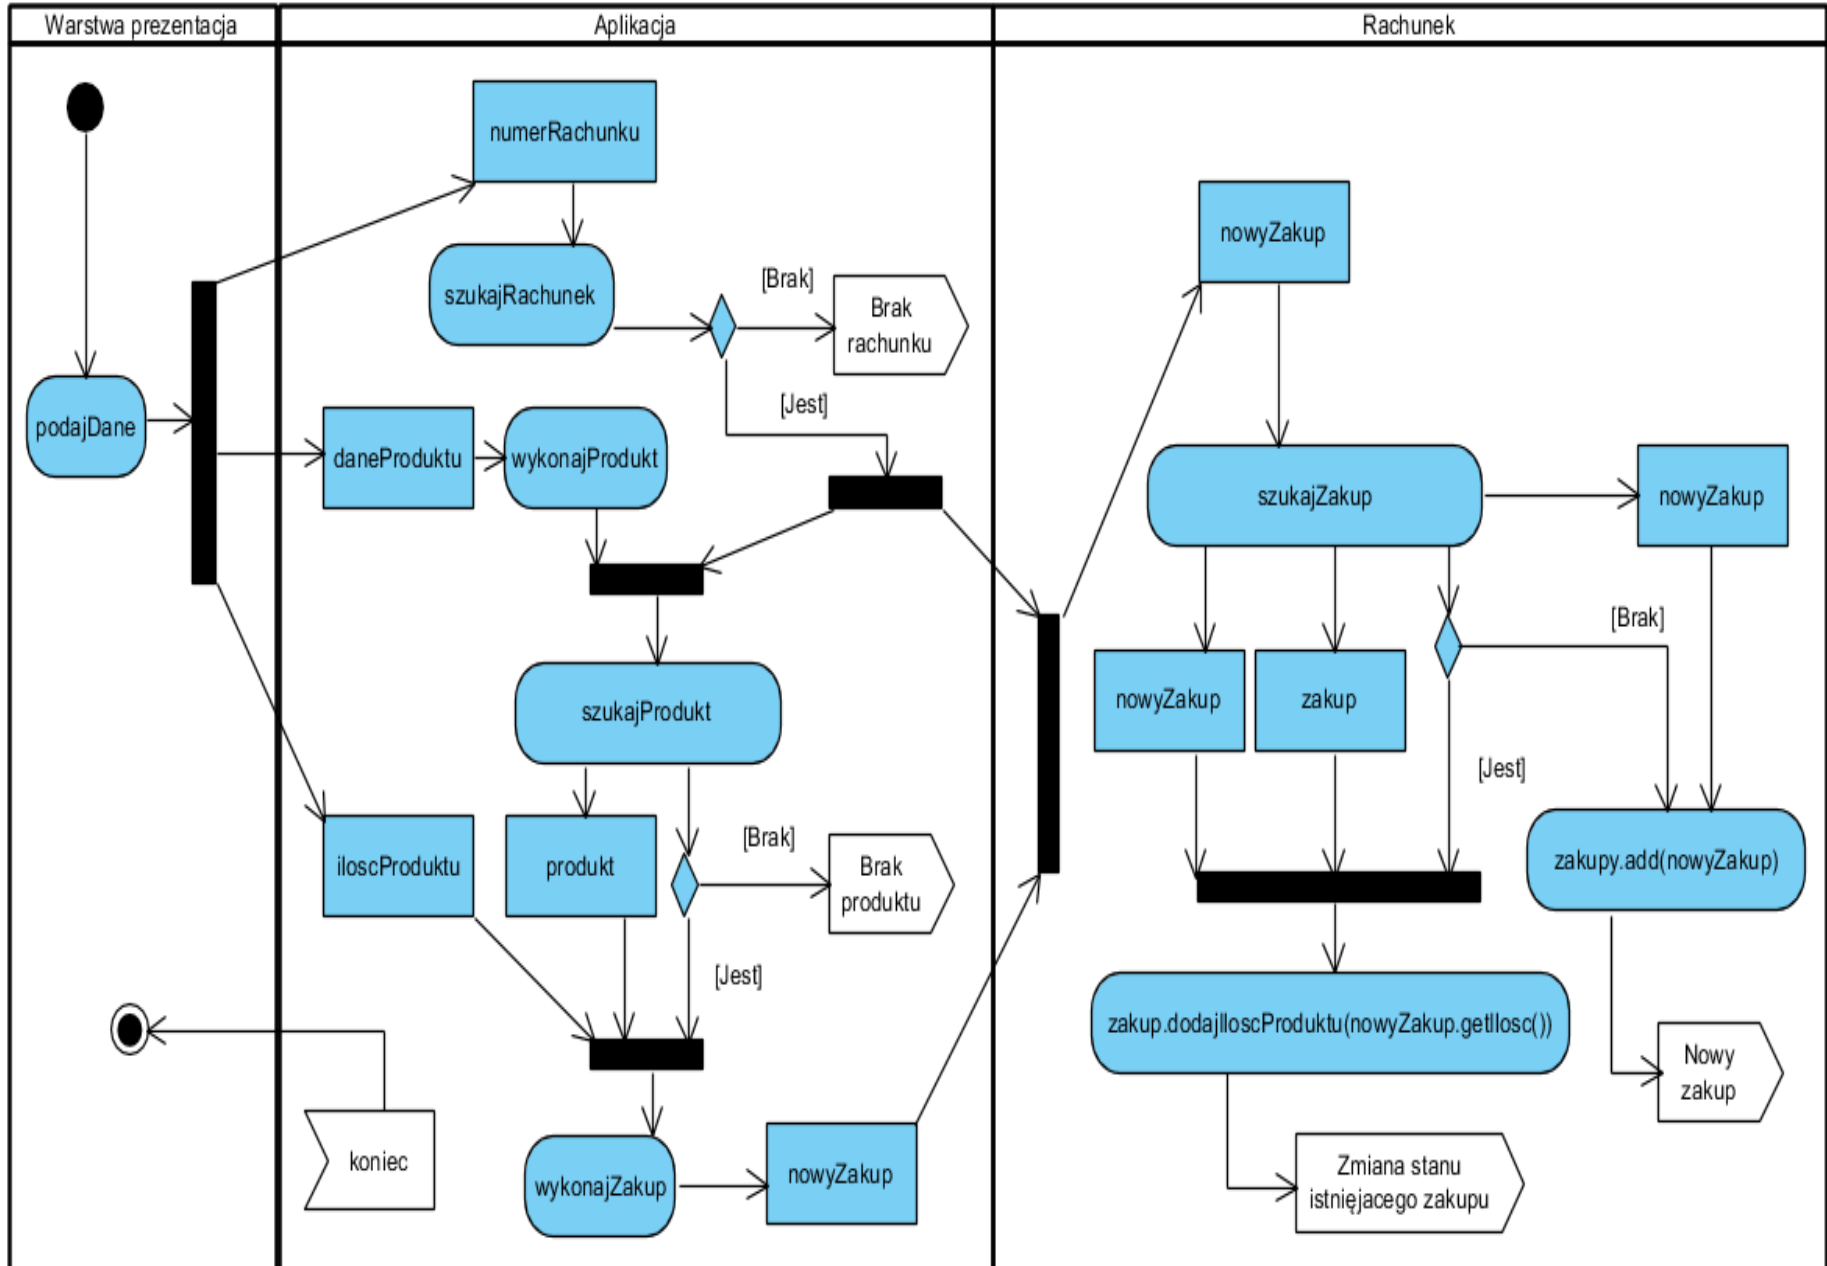 Warstwa prezentacja
Aplikacja
Rachunek
numerRachunku
nowyZakup
szukajRachunek
[Brak]
Brak
rachunku
[Jest]
podajDane
daneProduktu
wykonajProdukt
szukajZakup
nowyZakup
[Brak]
nowyZakup
zakup
szukajProdukt
[Jest]
iloscProduktu
produkt
[Brak]
Brak
produktu
zakupy.add(nowyZakup)
[Jest]
zakup.dodajIloscProduktu(nowyZakup.getIlosc())
Nowy
zakup
koniec
wykonajZakup
nowyZakup
Zmiana stanu
istnięjacego zakupu